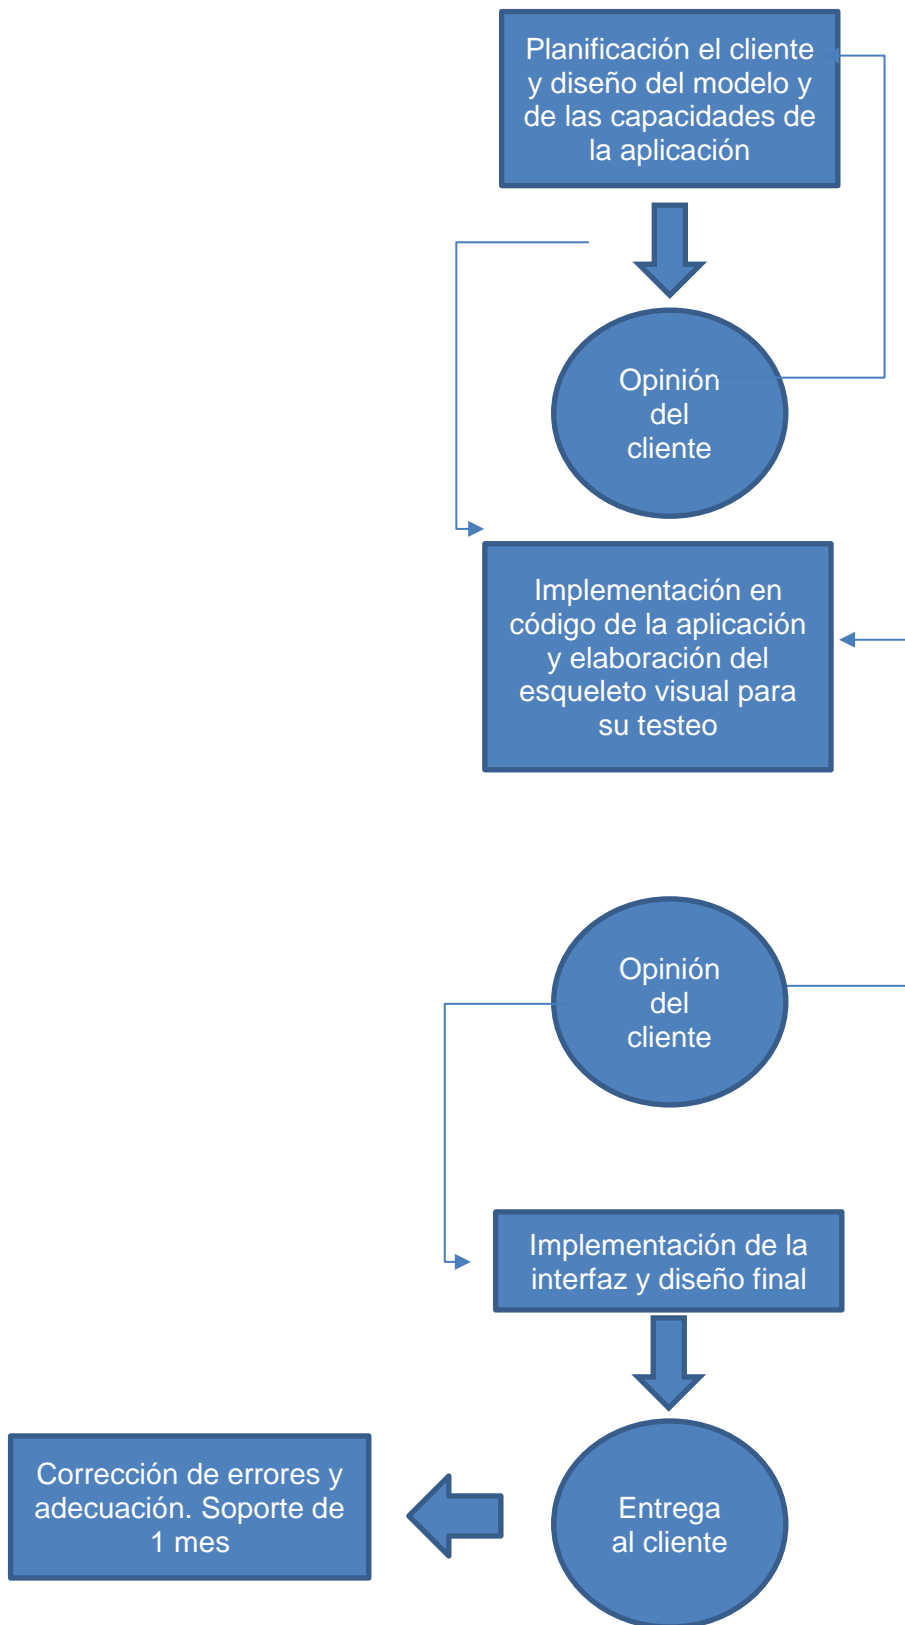 Planificación el cliente
y diseño del modelo y
de las capacidades de
la aplicación
Opinión
del
cliente
Implementación en
código de la aplicación
y elaboración del
esqueleto visual para
su testeo
Opinión
del
cliente
Implementación de la
interfaz y diseño final
Entrega
al cliente
Corrección de errores y
adecuación. Soporte de
1 mes